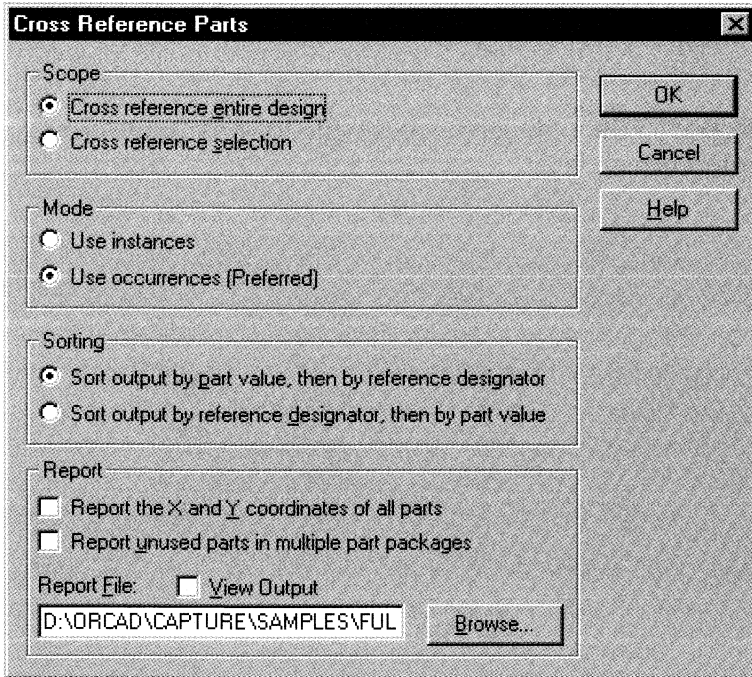 Cross Reference Parts
Scope
Cross reference entire design
Cross reference selection
OK
Cancel
Help
Mode
Use instances
Use occurrences (Preferred)
Sorting
Sort output by part value, then by reference designator
Sort output by reference designator, then by part value
Report
Report the X and Y coordinates of all parts
Report unused parts in multiple part packages
Report File: View Output
D:\ORCAD\CAPTURE\SAMPLES\FUL Browse...